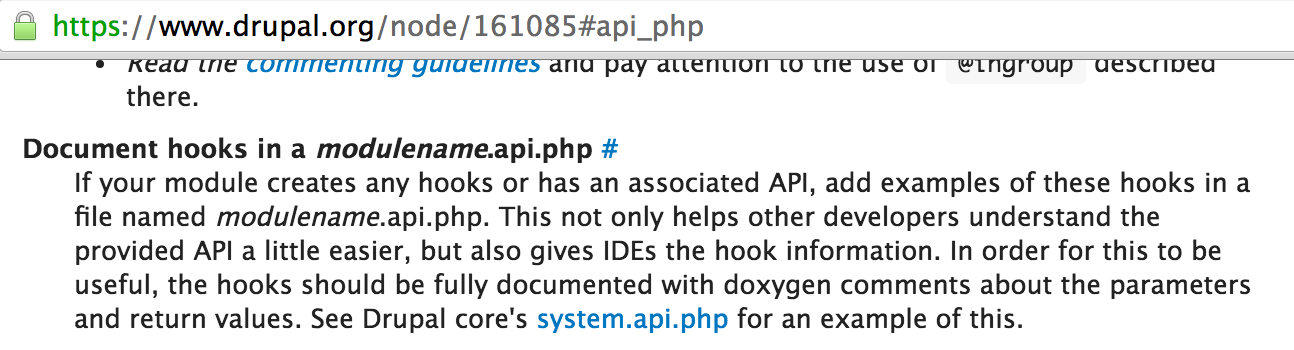 https://www.drupal.org/node/161085#api_php
• Read the commenting guidelines and pay attention to the use of @ingroup described
there.
Document hooks in a modulename.api.php #
If your module creates any hooks or has an associated API, add examples of these hooks in a
file named modulename.api.php. This not only helps other developers understand the
provided API a little easier, but also gives IDEs the hook information. In order for this to be
useful, the hooks should be fully documented with doxygen comments about the parameters
and return values. See Drupal core's system.api.php for an example of this.